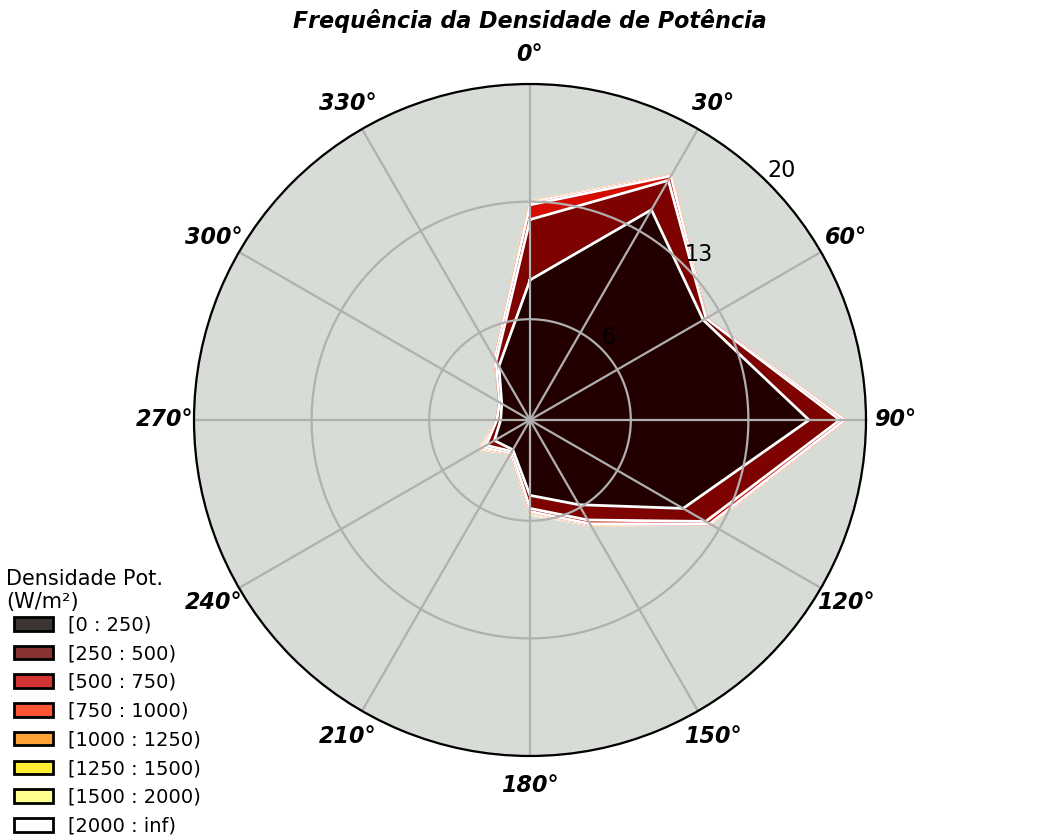 Frequência da Densidade de Potência
0°
30°
60°
90°
120°
150°
180°
210°
240°
270°
300°
330°
6
13
20
Densidade Pot.
(W/m²)
[0 : 250)
[250 : 500)
[500 : 750)
[750 : 1000)
[1000 : 1250)
[1250 : 1500)
[1500 : 2000)
[2000 : inf)